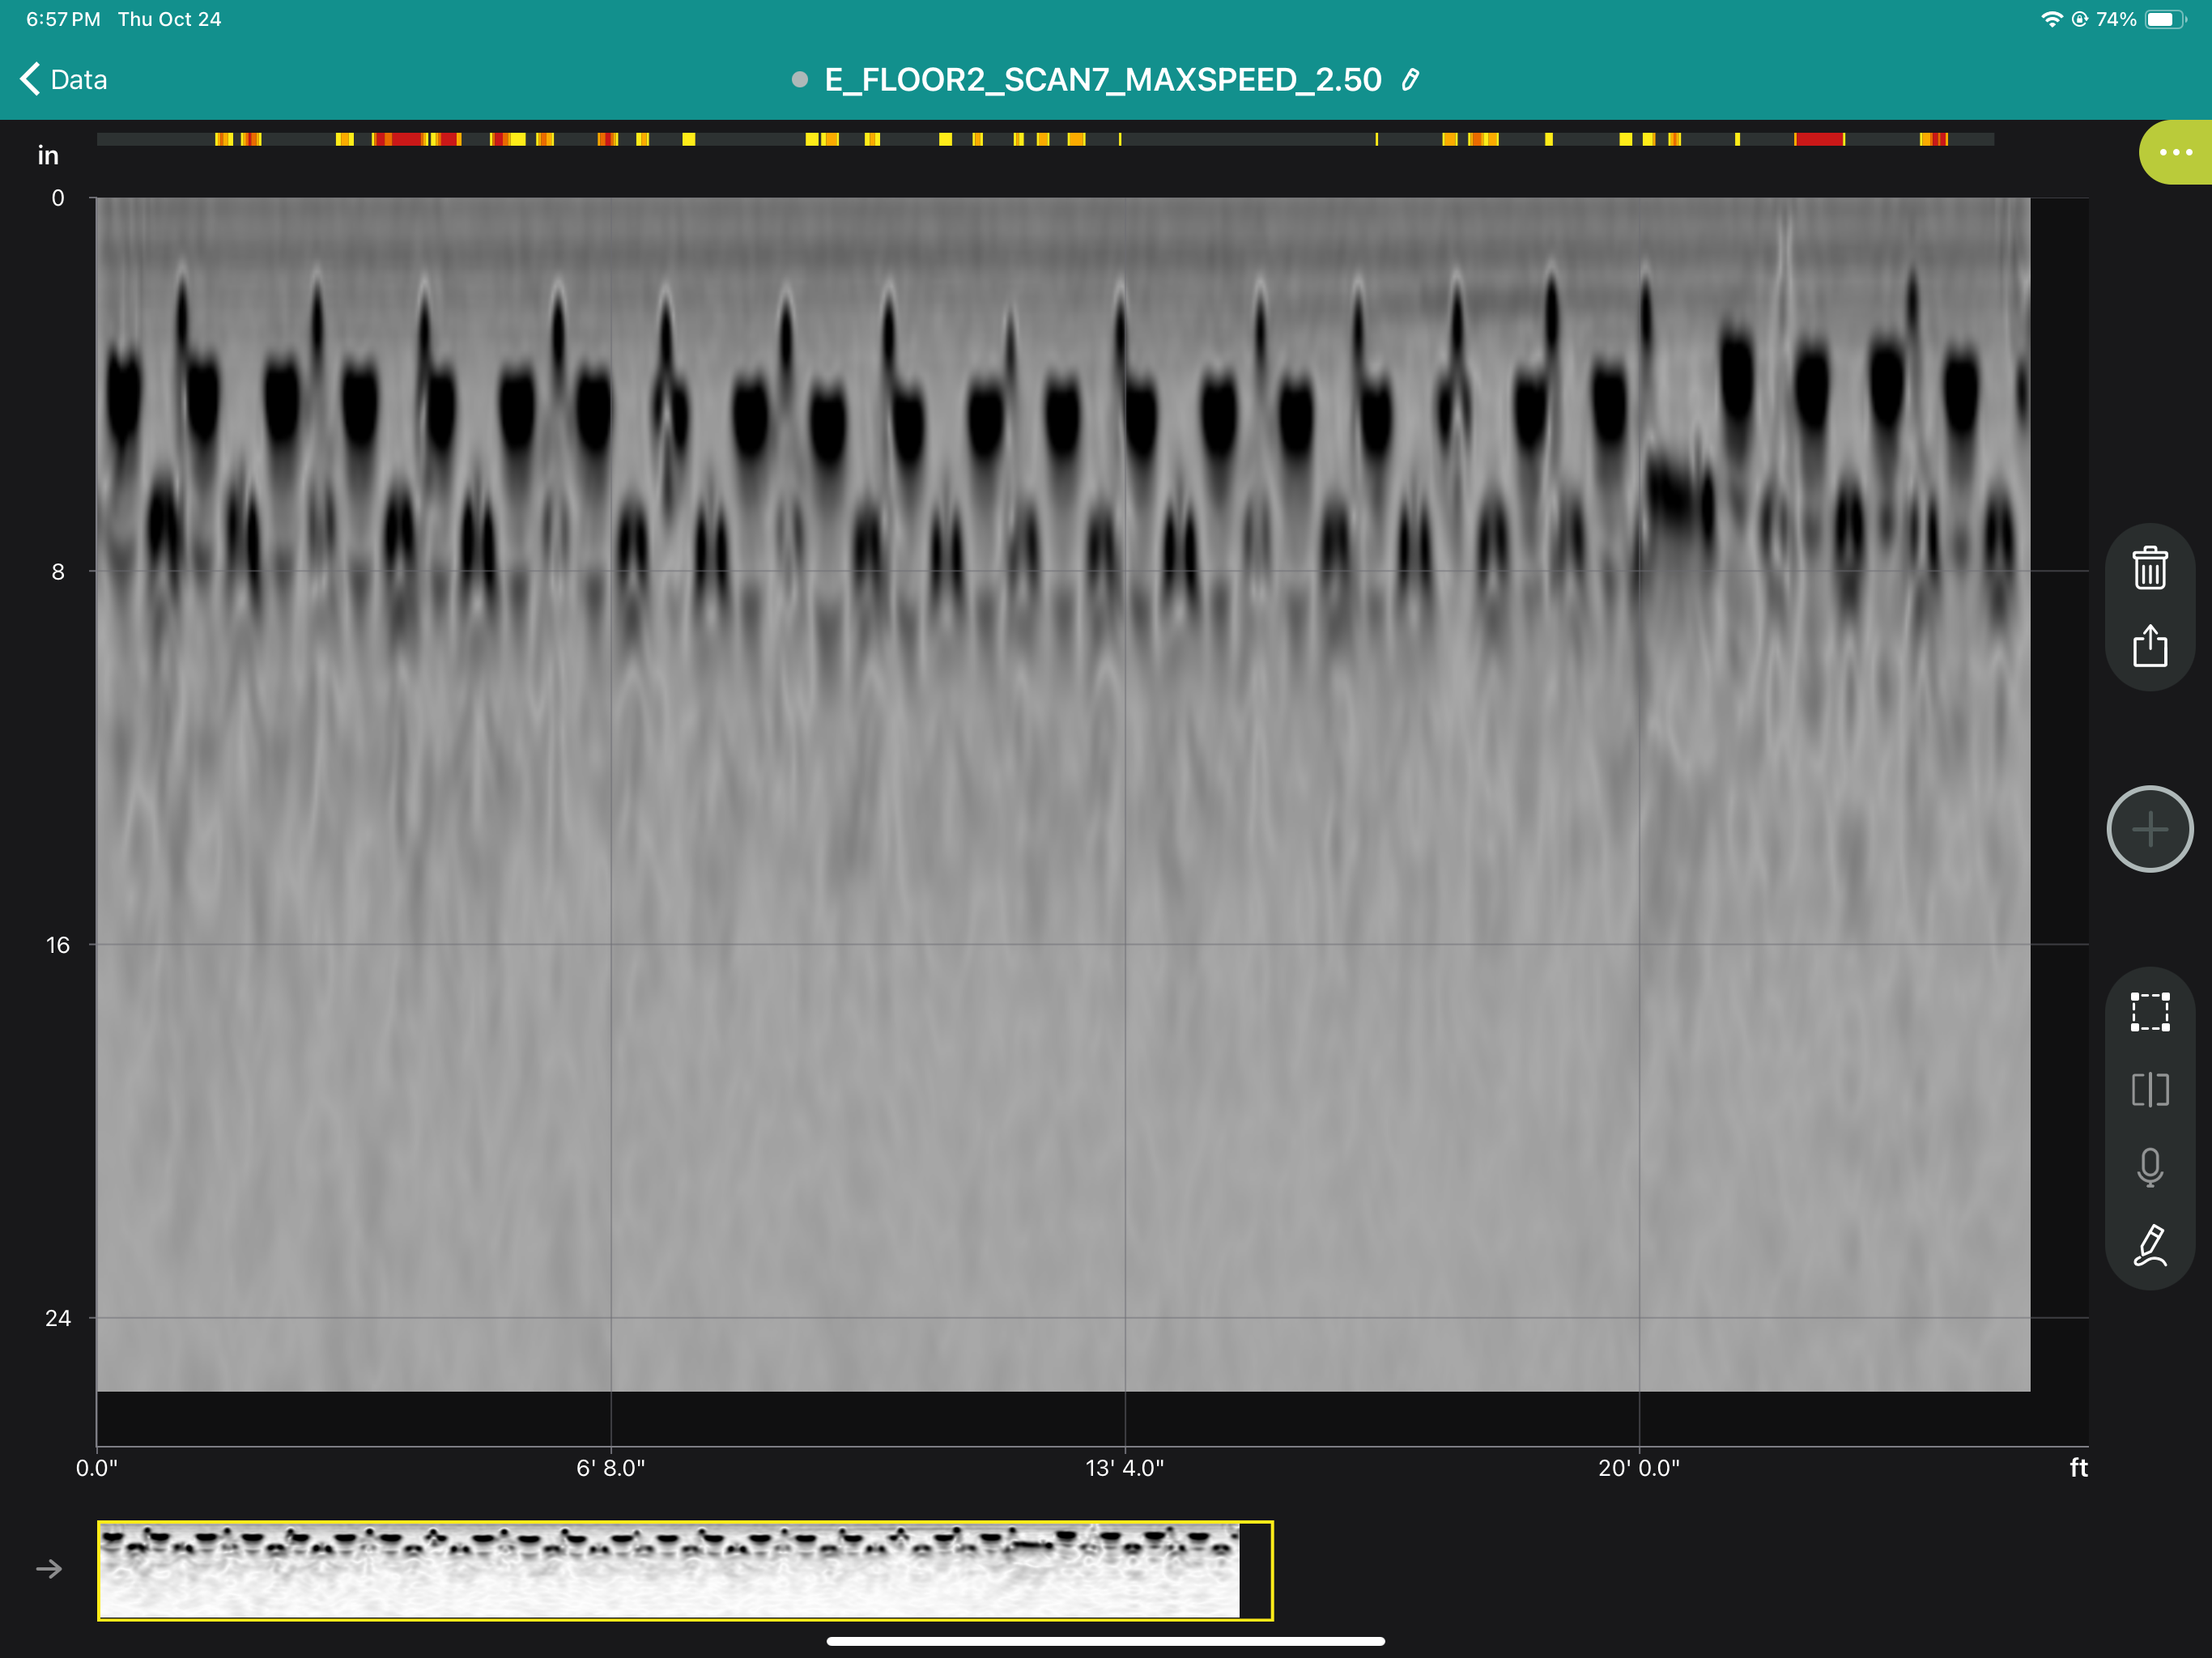 6:57 PM Thu Oct 24
74%
Data
E_FLOOR2_SCAN7_MAXSPEED_2.50
in
0
8
16
24
0.0" 6' 8.0" 13' 4.0" 20' 0.0" ft